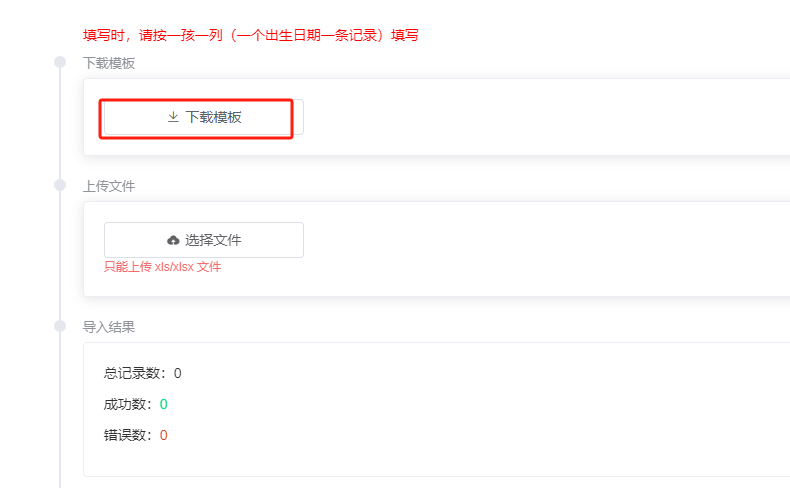 填写时，请按一孩一列（一个出生日期一条记录）填写
下载模板
下载模板
上传文件
选择文件
只能上传 xls/xlsx 文件
导入结果
总记录数：0
成功数：0
错误数：0